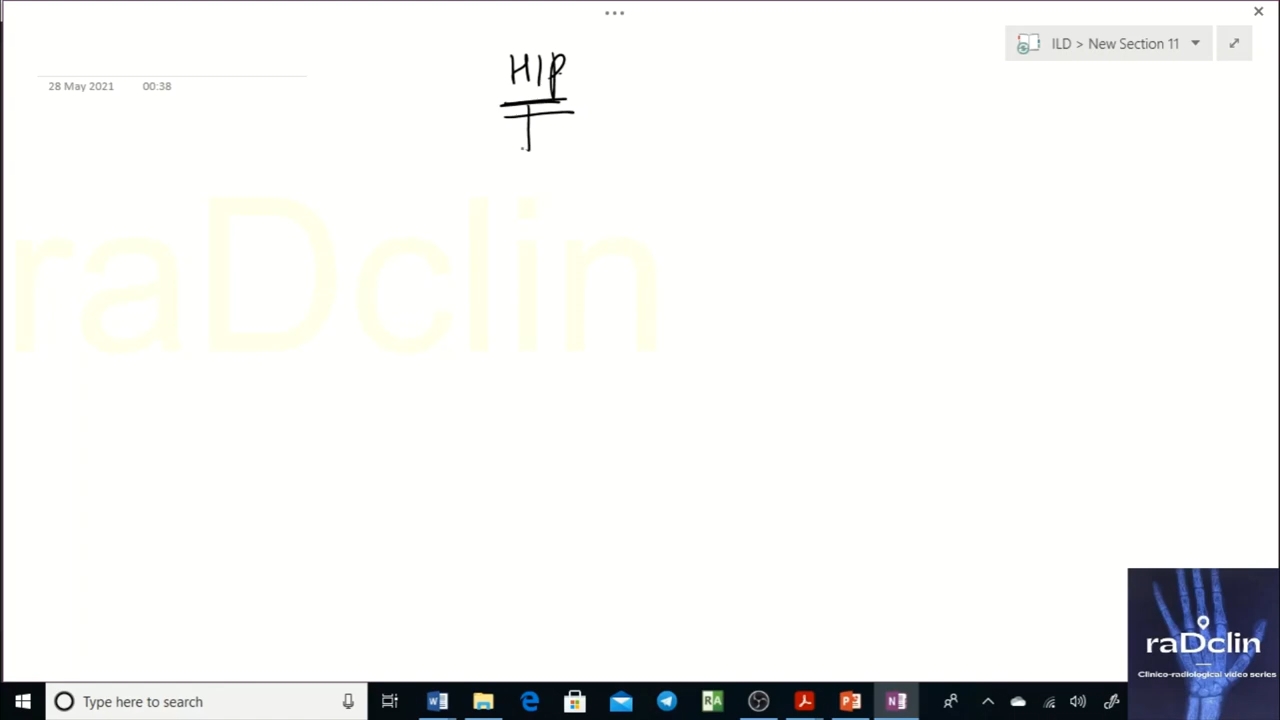 ILD > New Section 11
HIP
28 May 2021 00:38
raDclin
raDclin
Clinico-radiological video series
Type here to search
RA